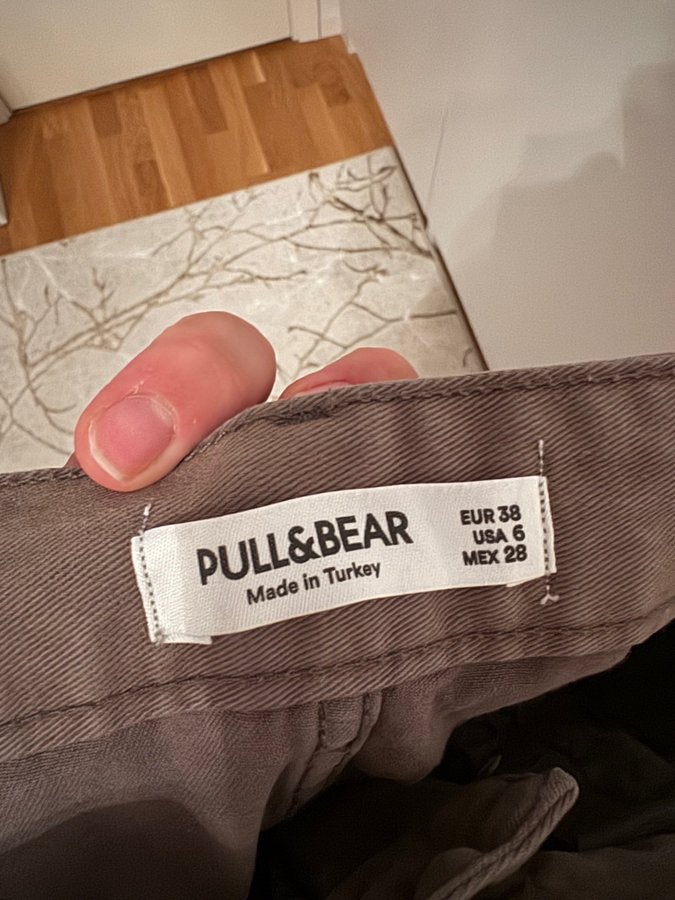 PULL&BEAR
Made in Turkey
EUR 38
USA 6
MEX 28